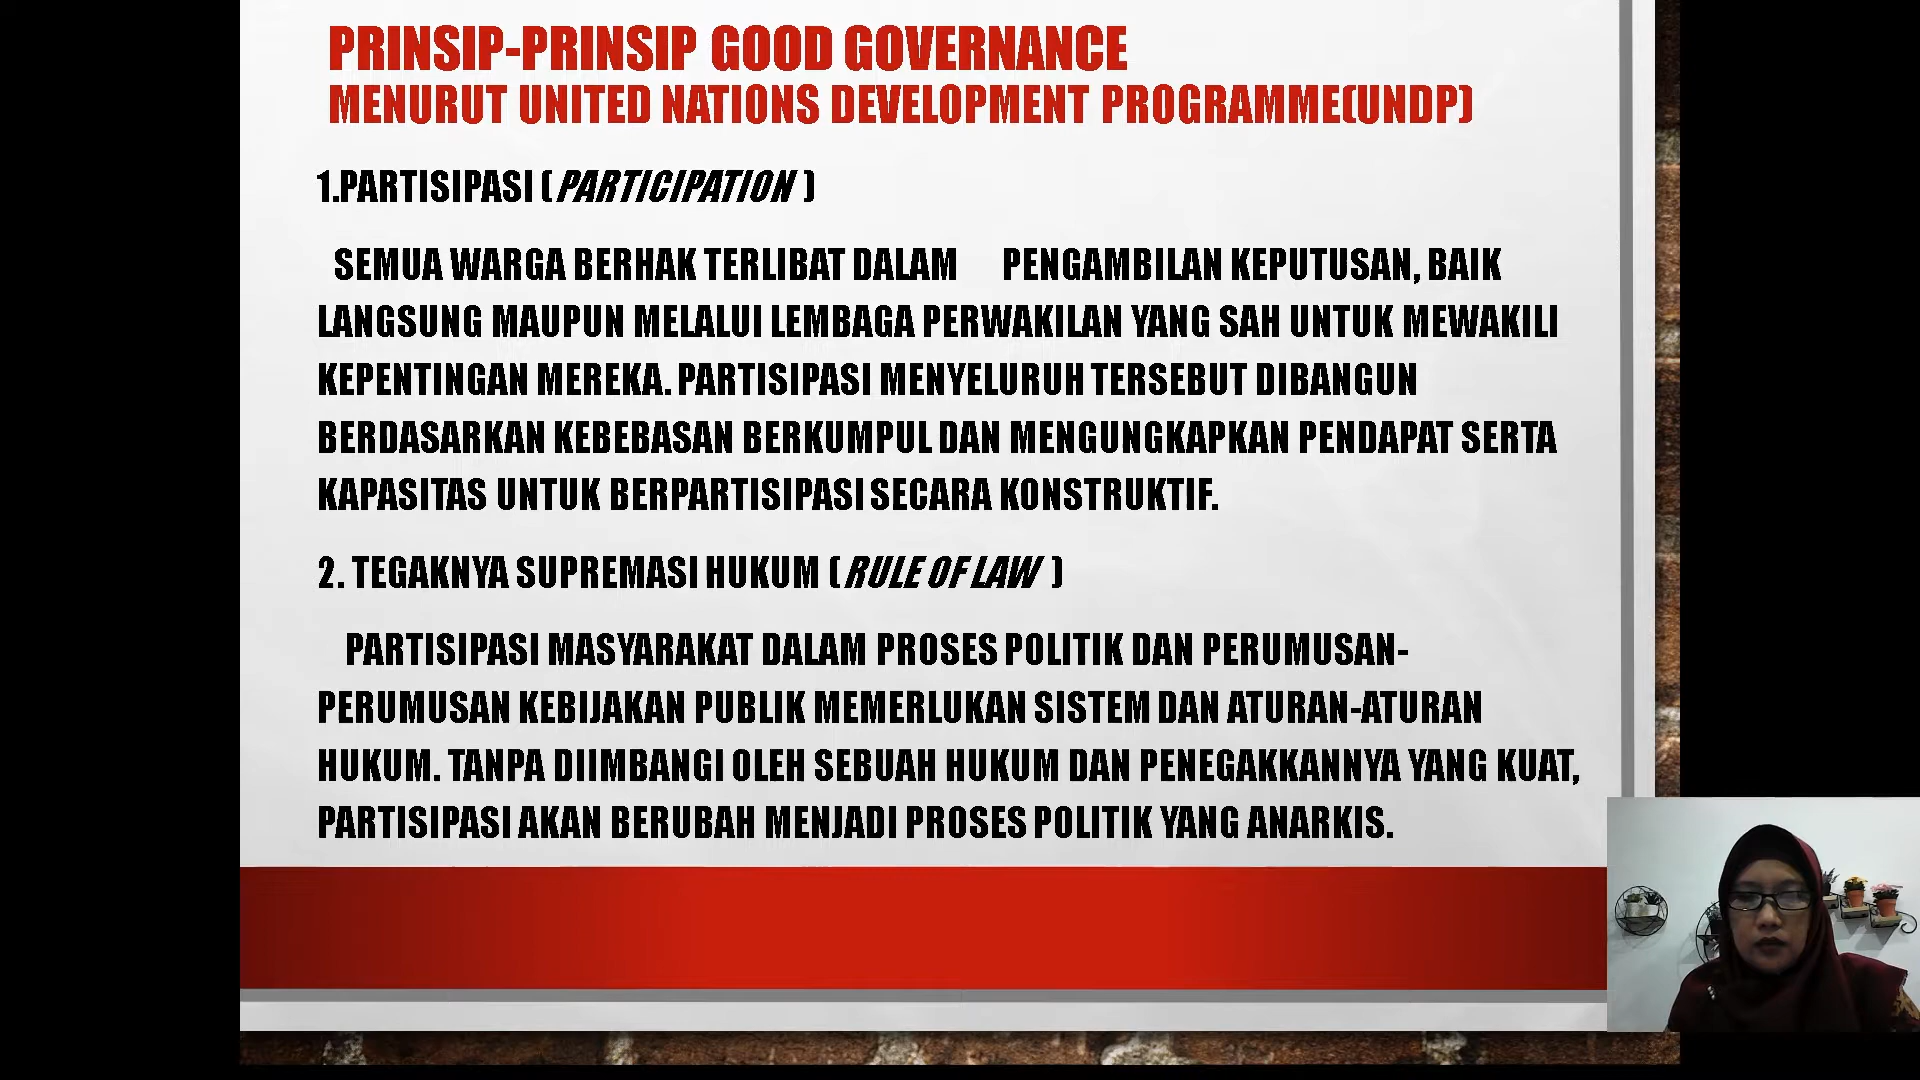 PRINSIP-PRINSIP GOOD GOVERNANCE
MENURUT UNITED NATIONS DEVELOPMENT PROGRAMME(UNDP)
1.PARTISIPASI ( PARTICIPATION )
SEMUA WARGA BERHAK TERLIBAT DALAM PENGAMBILAN KEPUTUSAN, BAIK
LANGSUNG MAUPUN MELALUI LEMBAGA PERWAKILAN YANG SAH UNTUK MEWAKILI
KEPENTINGAN MEREKA. PARTISIPASI MENYELURUH TERSEBUT DIBANGUN
BERDASARKAN KEBEBASAN BERKUMPUL DAN MENGUNGKAPKAN PENDAPAT SERTA
KAPASITAS UNTUK BERPARTISIPASI SECARA KONSTRUKTIF.
2. TEGAKNYA SUPREMASI HUKUM ( RULE OF LAW )
PARTISIPASI MASYARAKAT DALAM PROSES POLITIK DAN PERUMUSAN-
PERUMUSAN KEBIJAKAN PUBLIK MEMERLUKAN SISTEM DAN ATURAN-ATURAN
HUKUM. TANPA DIIMBANGI OLEH SEBUAH HUKUM DAN PENEGAKKANNYA YANG KUAT,
PARTISIPASI AKAN BERUBAH MENJADI PROSES POLITIK YANG ANARKIS.